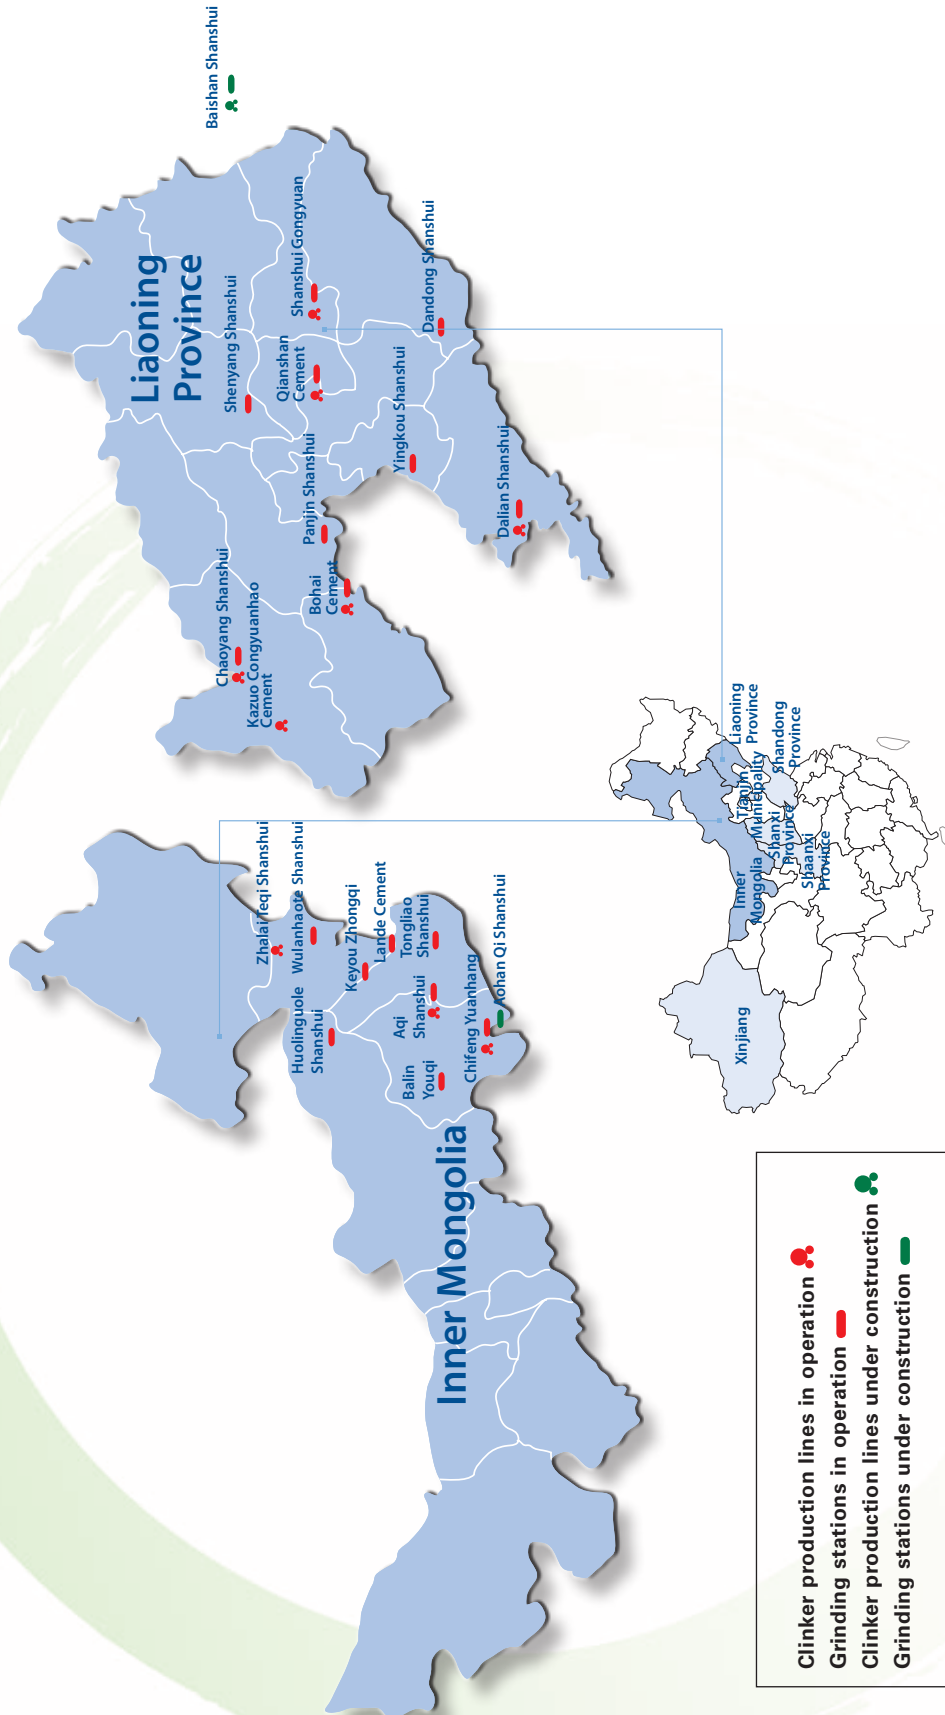 Baishan Shanshui
Liaoning
Province
Shenyang Shanshui
Shanshui Gongyuan
Qianshan
Cement
Dandong Shanshui
Yingkou Shanshui
Panjin Shanshui
Dalian Shanshui
Bohai
Cement
Chaoyang Shanshui
Kazuo Congyuanhao
Cement
Inner Mongolia
Zhalai Teqi Shanshui
Wulanhaote Shanshui
Huolinguole
Shanshui
Keyou Zhongqi
Lande Cement
Tongliao
Shanshui
Aqi
Shanshui
Balin
Youqi
Chifeng Yuanhang
Aohan Qi Shanshui
Xinjiang
Inner
Mongolia
Liaoning
Province
Tianjin
Municipality
Shandong
Province
Shanxi
Province
Shaanxi
Province
Clinker production lines in operation
Grinding stations in operation
Clinker production lines under construction
Grinding stations under construction